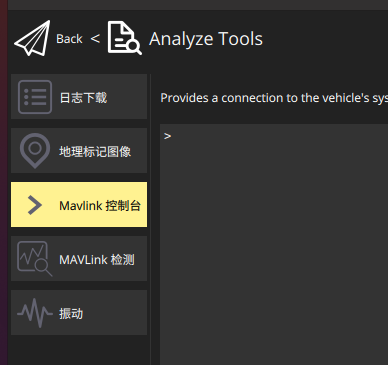 Back < Analyze Tools
日志下载
Provides a connection to the vehicle's sys
>
地理标记图像
Mavlink 控制台
MAVLink 检测
振动